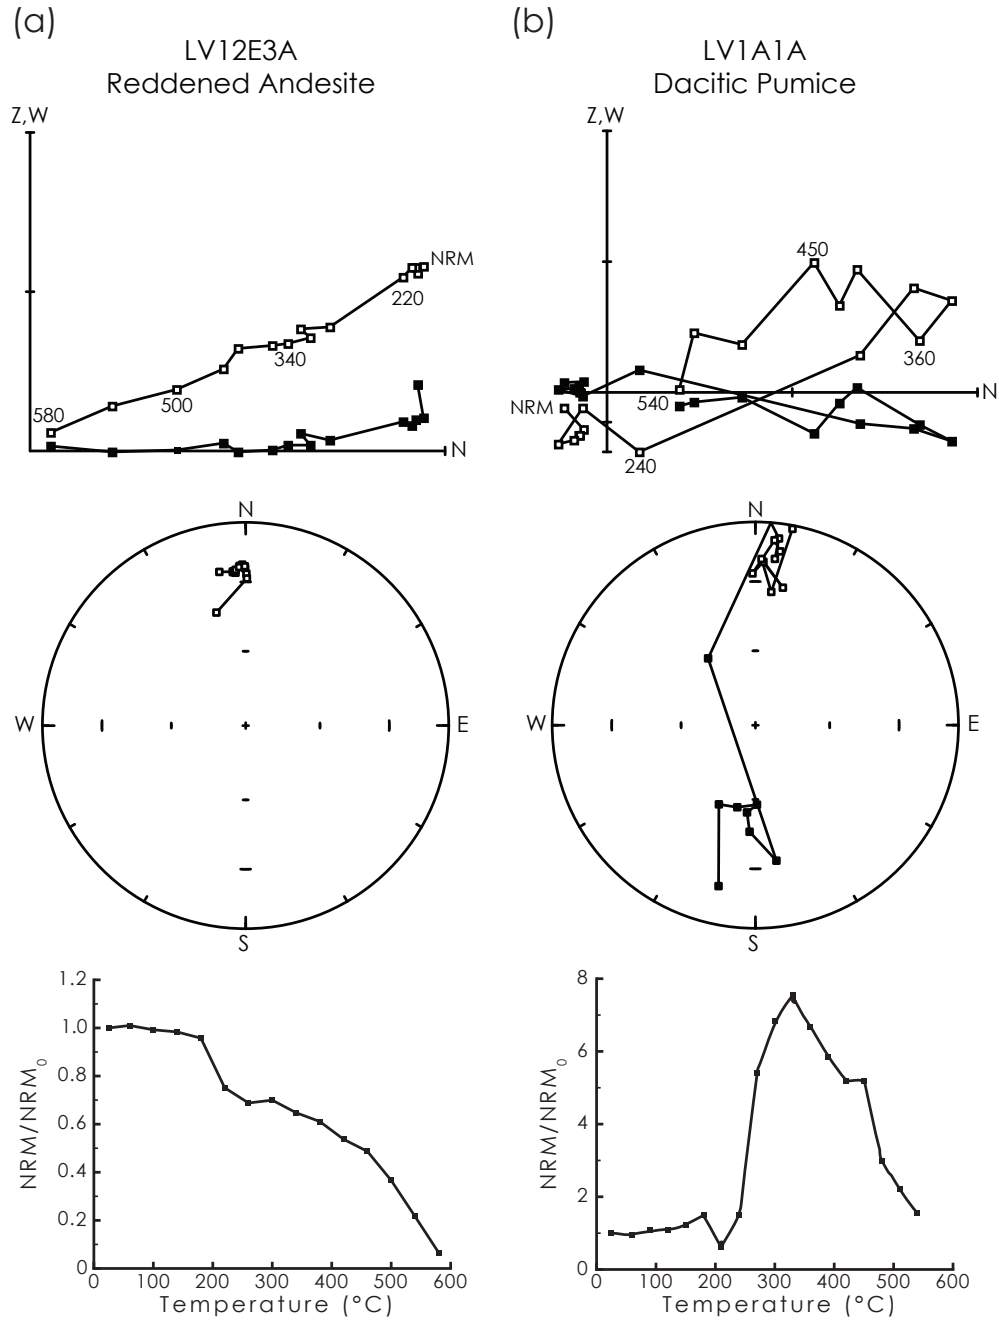 (a)
LV12E3A
Reddened Andesite
Z,W
NRM
220
340
500
580
N
N
W
E
S
1.2
1.0
0.8
0.6
0.4
0.2
0
NRM/NRM0
0 100 200 300 400 500 600
Temperature (°C)
(b)
LV1A1A
Dacitic Pumice
Z,W
450
360
N
NRM
540
240
N
W
E
S
8
6
4
2
0
NRM/NRM0
0 100 200 300 400 500 600
Temperature (°C)